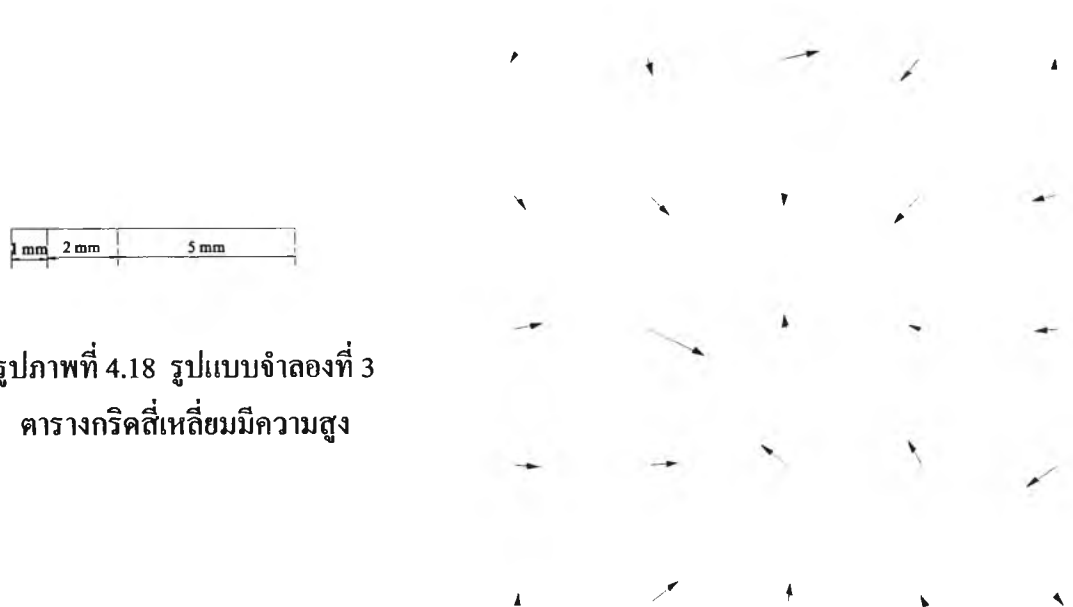 1 mm 2 mm 5 mm
รูปภาพที่ 4.18 รูปแบบจำลองที่ 3
ตารางกริดสี่เหลี่ยมมีความสูง